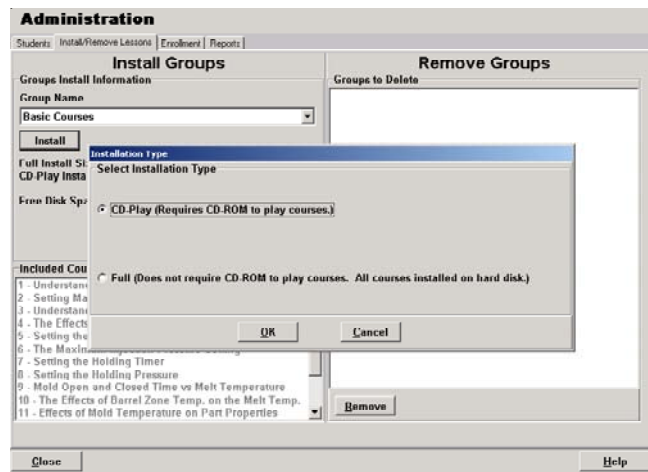 Administration
Students Install/Remove Lessons Enrollment Reports
Install Groups
Remove Groups
Groups Install Information
Groups to Delete
Group Name
Basic Courses
Install
Full Install Si
CD-Play Insta
Free Disk Spa
Installation Type
Select Installation Type
CD-Play (Requires CD-ROM to play courses.)
Full (Does not require CD-ROM to play courses. All courses installed on hard disk.)
OK Cancel
Included Cou
1 - Understan
2 - Setting Ma
3 - Understan
4 - The Effects
5 - Setting the
6 - The Maxim
7 - Setting the Holding Timer
8 - Setting the Holding Pressure
9 - Mold Open and Closed Time vs Melt Temperature
10 - The Effects of Barrel Zone Temp. on the Melt Temp.
11 - Effects of Mold Temperature on Part Properties
Remove
Close
Help